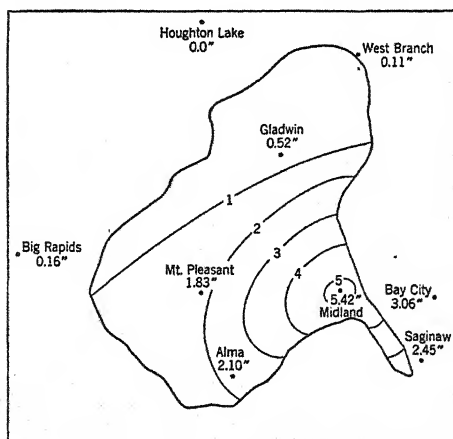 Houghton Lake
0.0"
West Branch
0.11"
Gladwin
0.52"
1
2
3
4
5
Big Rapids
0.16"
Mt. Pleasant
1.83"
5.42"
Midland
Bay City
3.06"
Saginaw
2.45"
Alma
2.10"